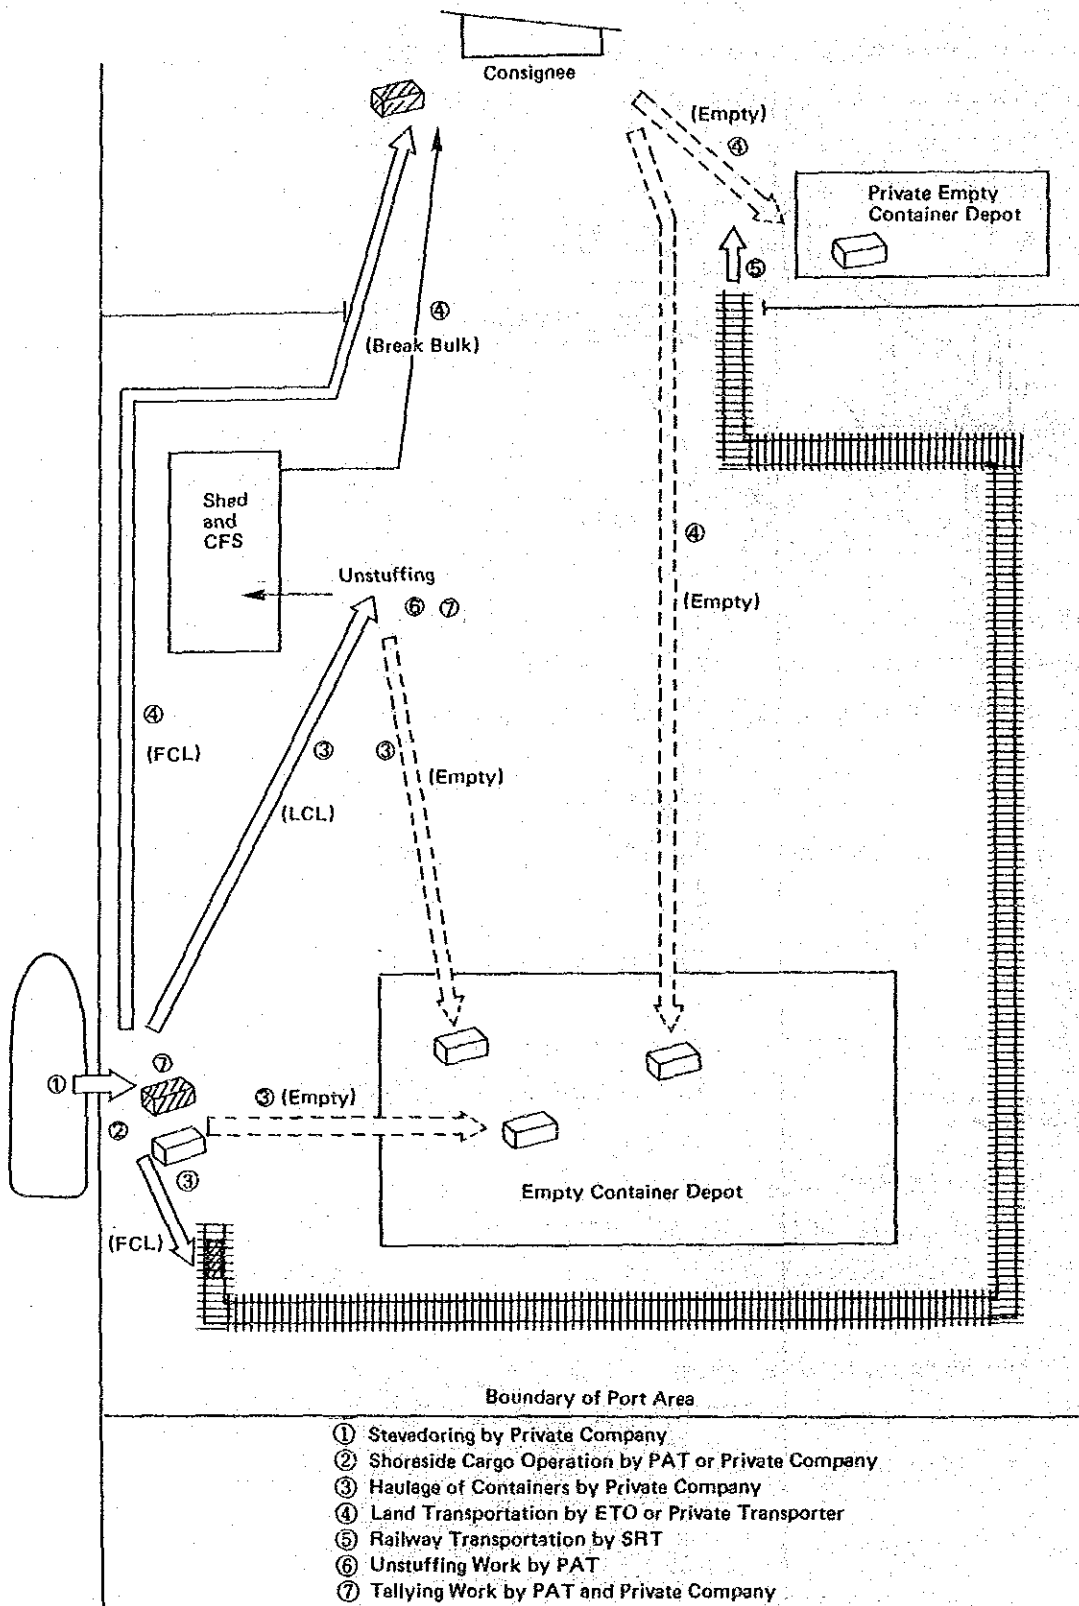 Consignee
(Empty)
④
Private Empty
Container Depot
⑤
④
(Break Bulk)
Shed
and
CFS
④
(Empty)
Unstuffing
⑥ ⑦
④
(FCL)
③
(LCL)
③
(Empty)
⑦
①
③ (Empty)
②
③
(FCL)
Empty Container Depot
Boundary of Port Area
① Stevedoring by Private Company
② Shoreside Cargo Operation by PAT or Private Company
③ Haulage of Containers by Private Company
④ Land Transportation by ETO or Private Transporter
⑤ Railway Transportation by SRT
⑥ Unstuffing Work by PAT
⑦ Tallying Work by PAT and Private Company